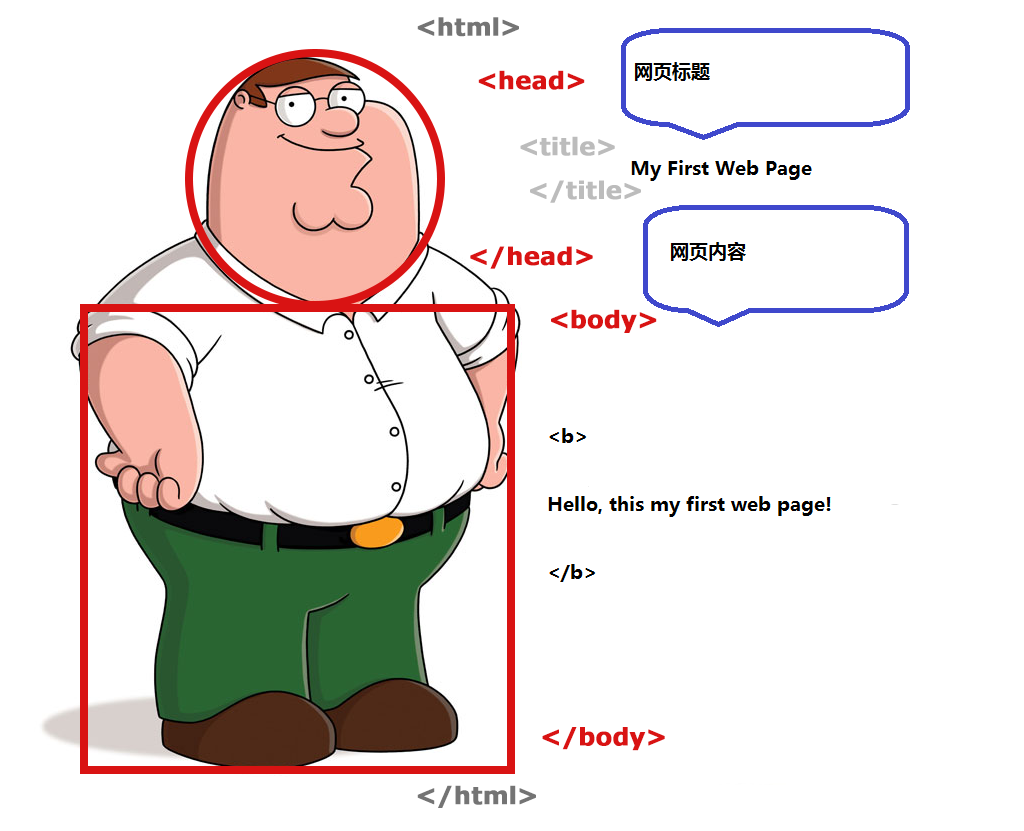 <html>
<head>
网页标题
<title>
My First Web Page
</title>
</head>
网页内容
<body>
<b>
Hello, this my first web page!
</b>
</body>
</html>